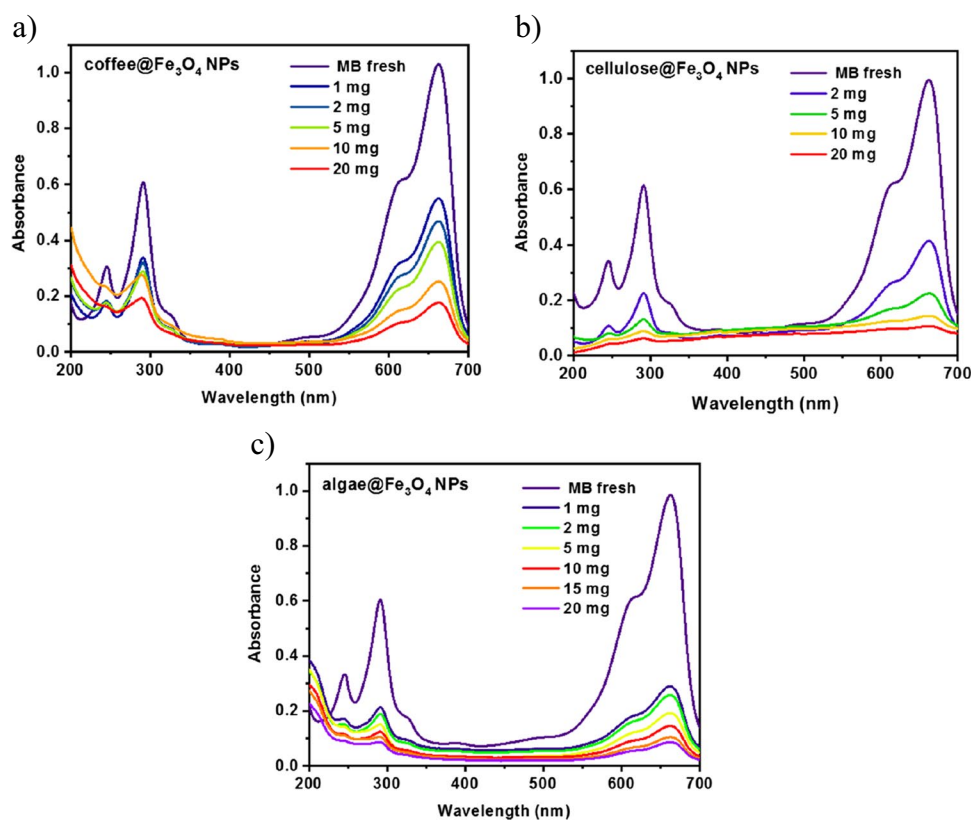 a)
coffee@Fe₃O₄ NPs
MB fresh
1 mg
2 mg
5 mg
10 mg
20 mg
1.0
0.8
0.6
0.4
0.2
0.0
Absorbance
200 300 400 500 600 700
Wavelength (nm)
b)
cellulose@Fe₃O₄ NPs
MB fresh
2 mg
5 mg
10 mg
20 mg
1.0
0.8
0.6
0.4
0.2
0.0
Absorbance
200 300 400 500 600 700
Wavelength (nm)
c)
algae@Fe₃O₄ NPs
MB fresh
1 mg
2 mg
5 mg
10 mg
15 mg
20 mg
1.0
0.8
0.6
0.4
0.2
0.0
Absorbance
200 300 400 500 600 700
Wavelength (nm)